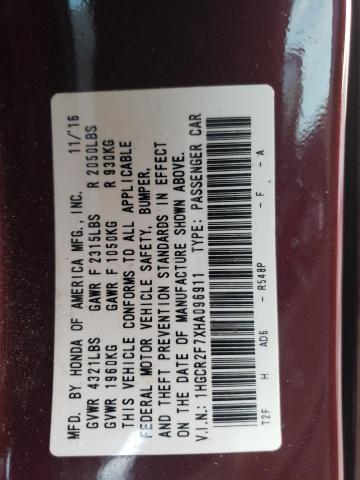 MFD. BY HONDA OF AMERICA MFG., INC. 11/'16
GVWR 4321LBS GAWR F 2315LBS R 2050LBS
GVWR 1960KG GAWR F 1050KG R 930KG
THIS VEHICLE CONFORMS TO ALL APPLICABLE
FEDERAL MOTOR VEHICLE SAFETY, BUMPER,
AND THEFT PREVENTION STANDARDS IN EFFECT
ON THE DATE OF MANUFACTURE SHOWN ABOVE.
V.I.N.: 1HGCR2F7XHA096911 TYPE: PASSENGER CAR
T2F H AD6 - R548P - F - A